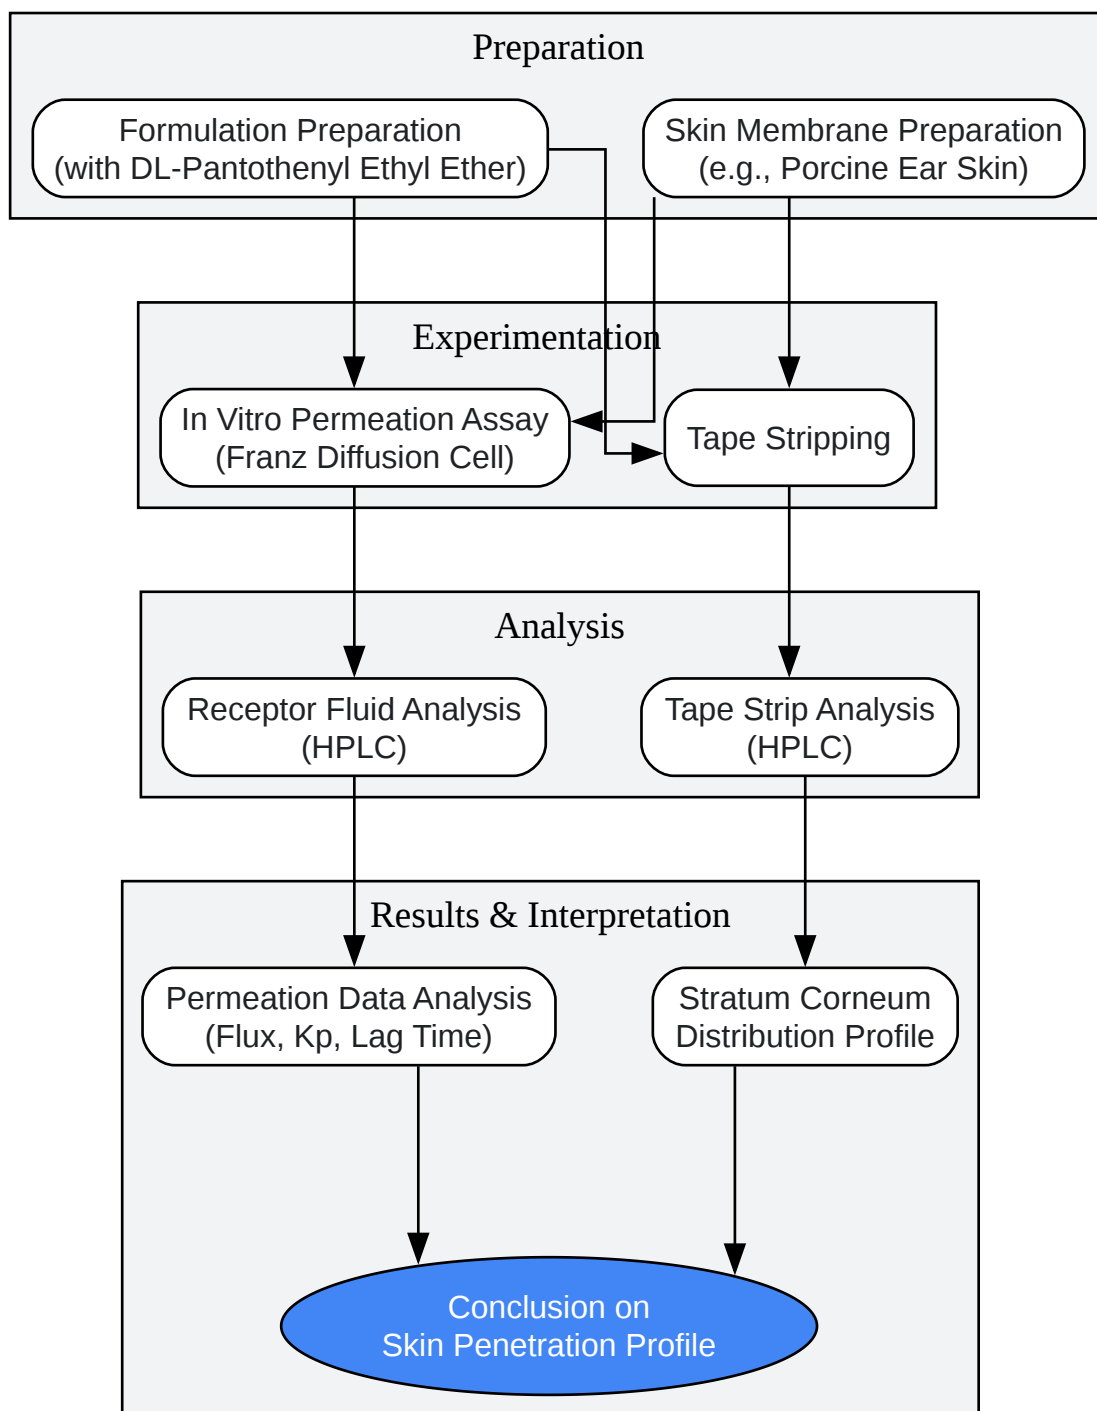 Preparation
Formulation Preparation
(with DL-Pantothenyl Ethyl Ether)
Skin Membrane Preparation
(e.g., Porcine Ear Skin)
Experimentation
In Vitro Permeation Assay
(Franz Diffusion Cell)
Tape Stripping
Analysis
Receptor Fluid Analysis
(HPLC)
Tape Strip Analysis
(HPLC)
Results & Interpretation
Permeation Data Analysis
(Flux, Kp, Lag Time)
Stratum Corneum
Distribution Profile
Conclusion on
Skin Penetration Profile